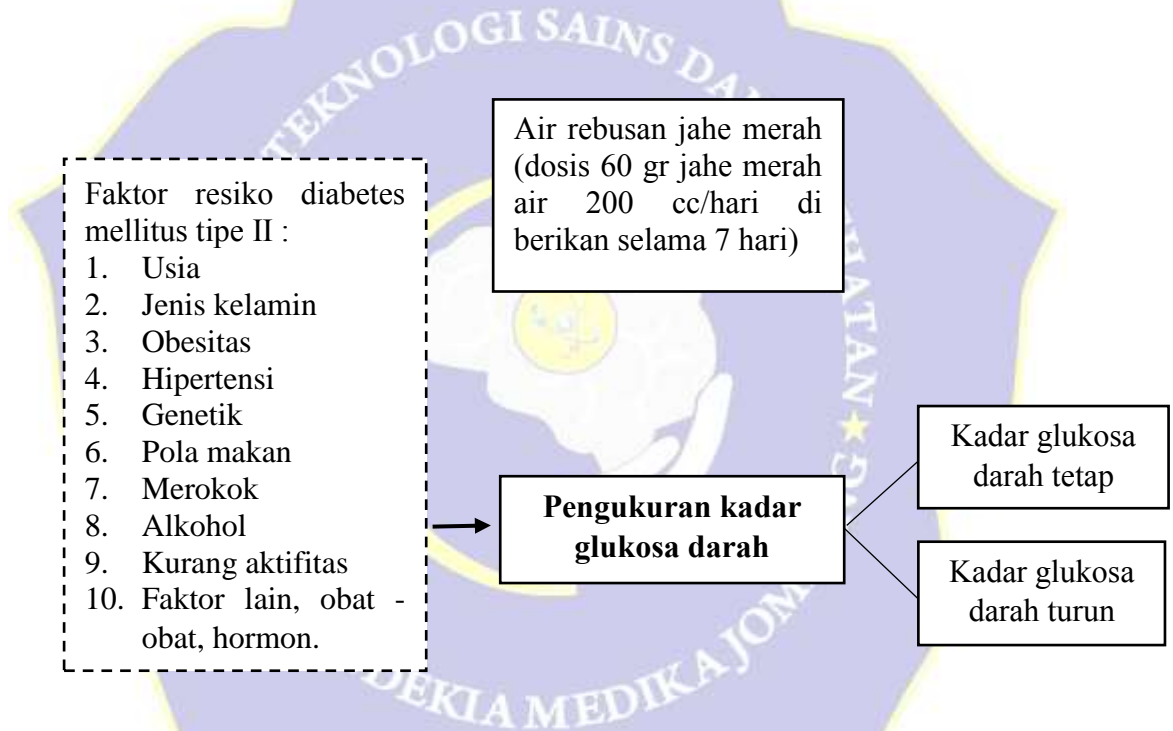 TEKNOLOGI SAINS DA
HATAN
DEKIA MEDIKA JOM
Air rebusan jahe merah
(dosis 60 gr jahe merah
air 200 cc/hari di
berikan selama 7 hari)
Faktor resiko diabetes
mellitus tipe II :
1. Usia
2. Jenis kelamin
3. Obesitas
4. Hipertensi
5. Genetik
6. Pola makan
7. Merokok
8. Alkohol
9. Kurang aktifitas
10. Faktor lain, obat -
obat, hormon.
Pengukuran kadar
glukosa darah
Kadar glukosa
darah tetap
Kadar glukosa
darah turun